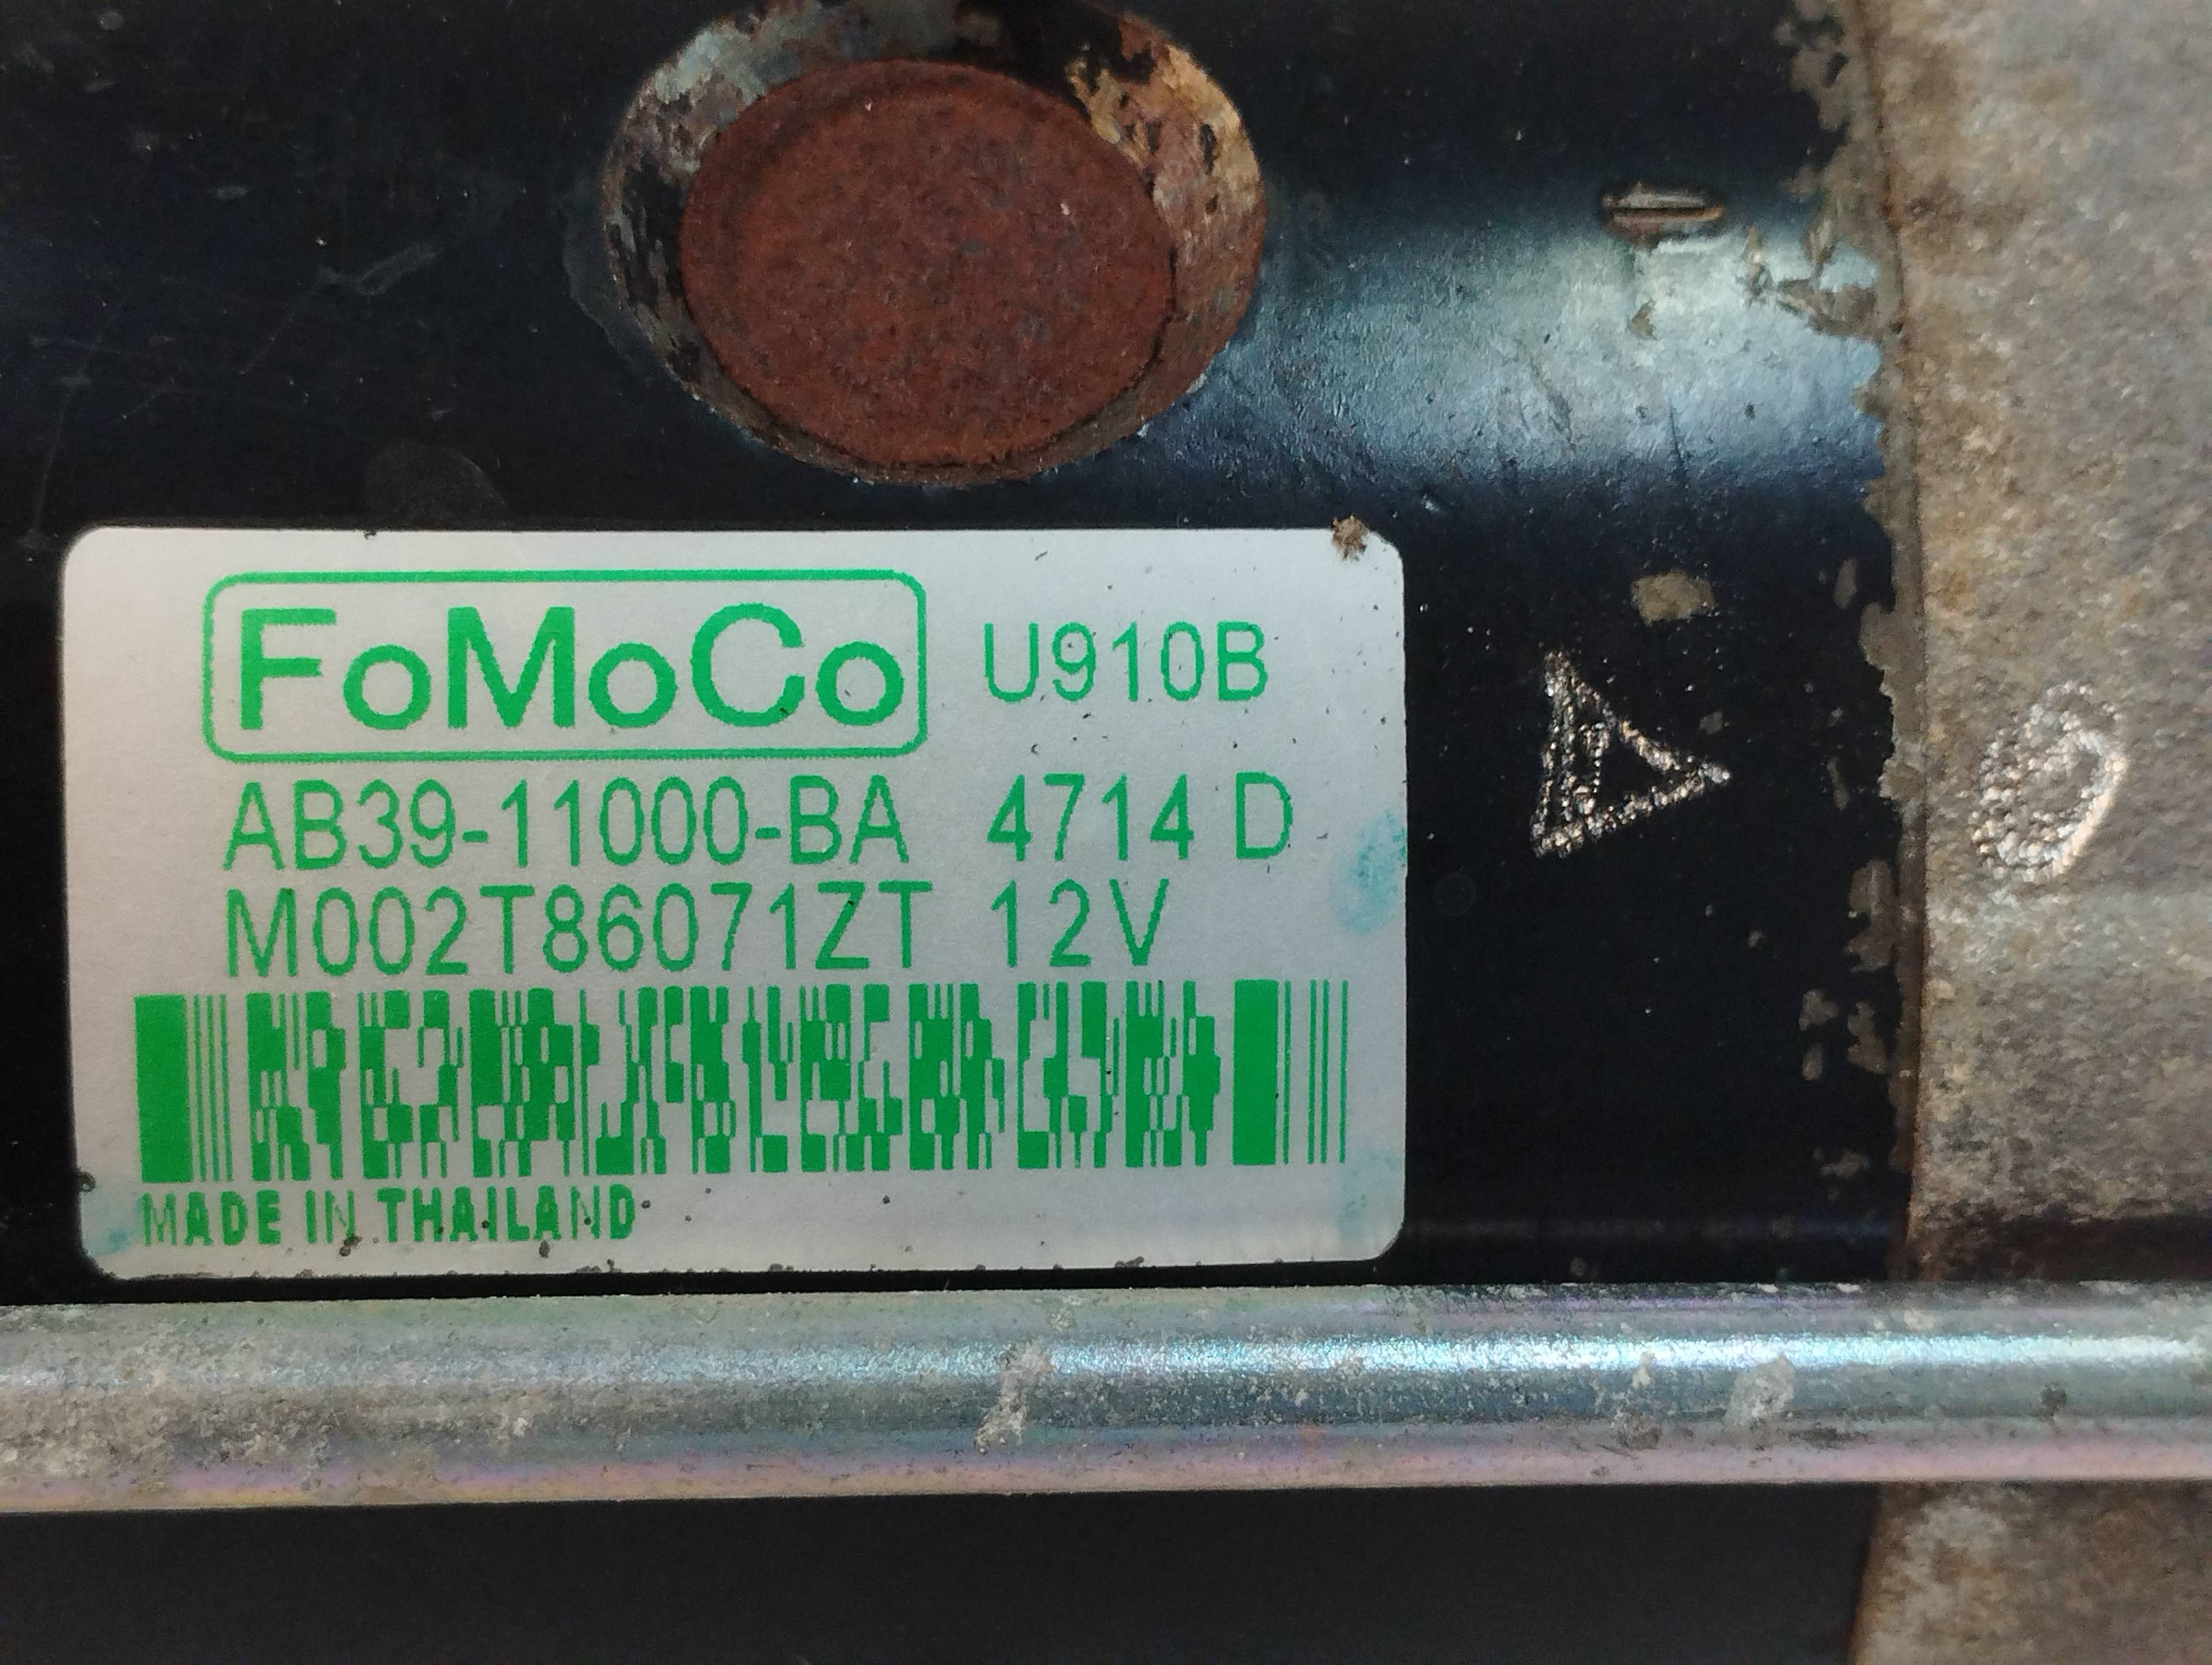 FoMoCo U910B
AB39-11000-BA 4714 D
M002T86071ZT 12V
MADE IN THAILAND